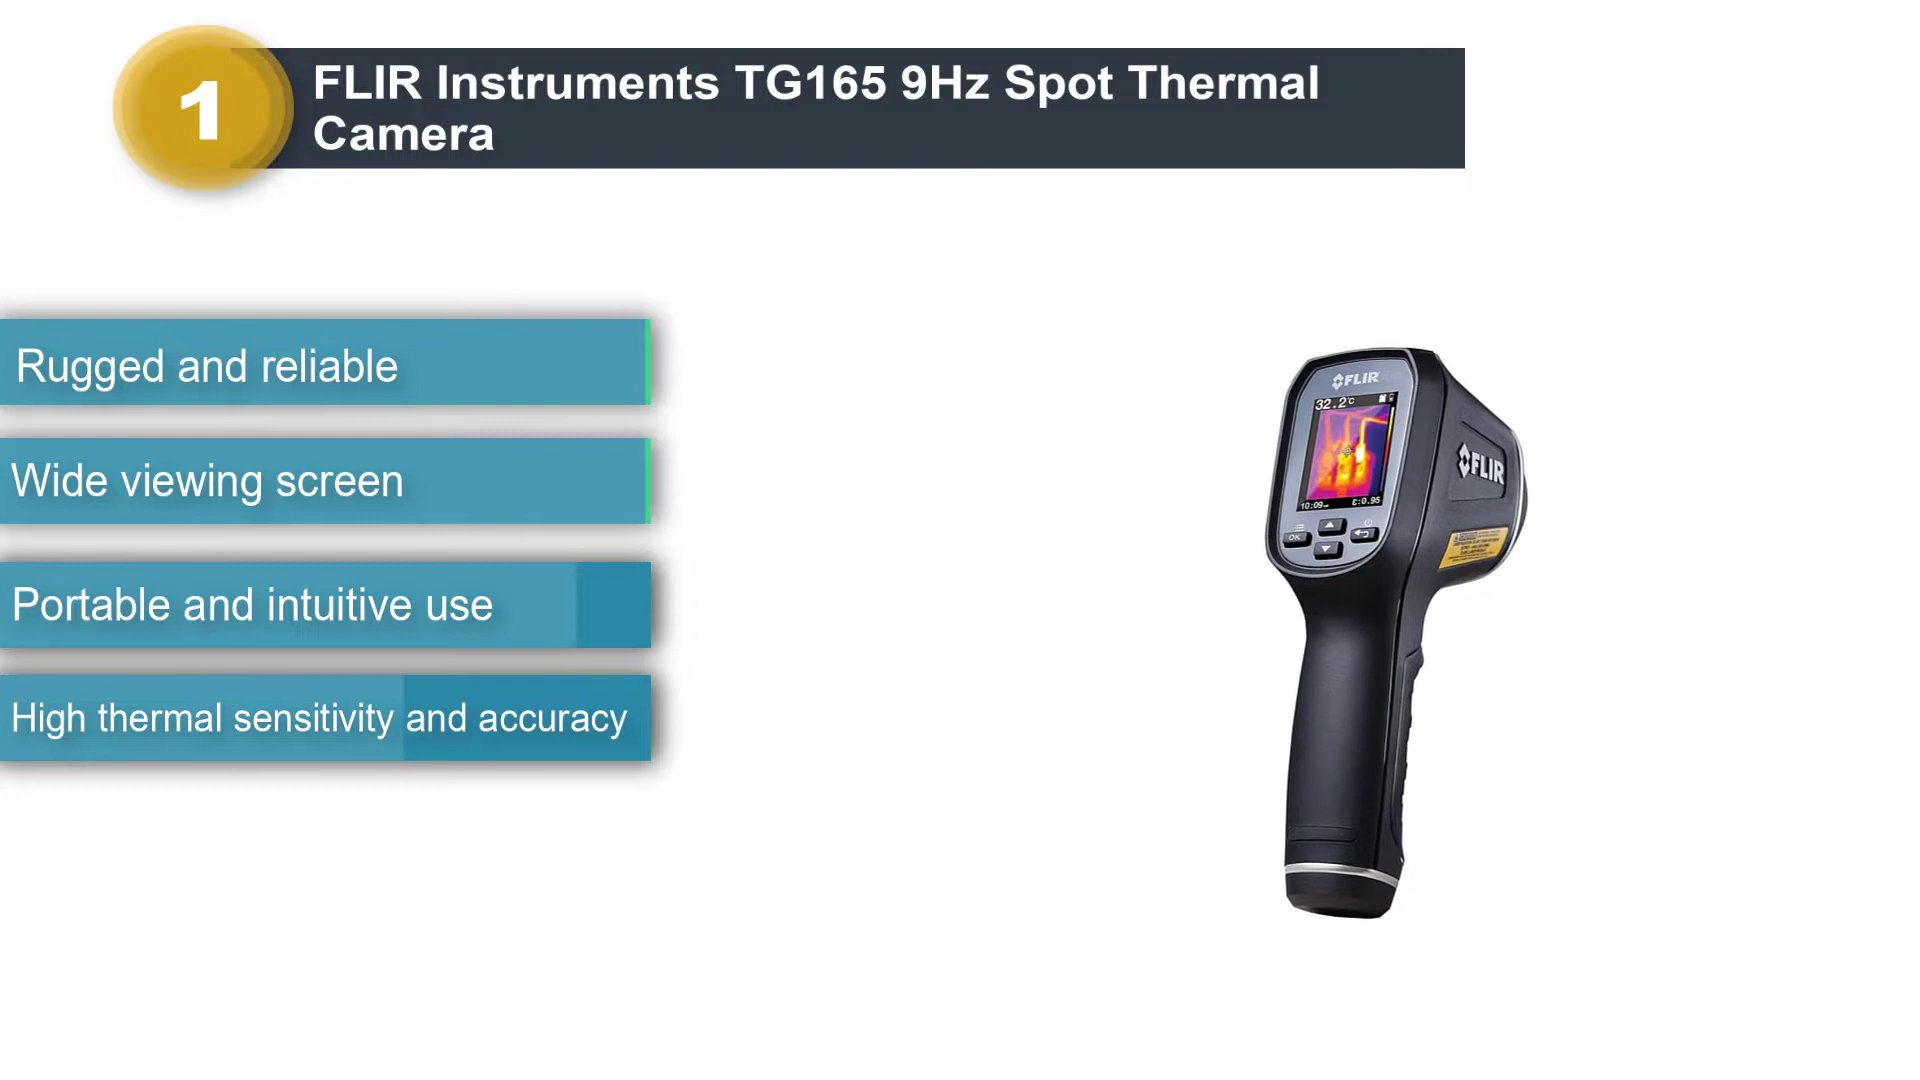 1
FLIR Instruments TG165 9Hz Spot Thermal
Camera
Rugged and reliable
Wide viewing screen
Portable and intuitive use
High thermal sensitivity and accuracy
FLIR
32.2°C
10:09
ε:0.95
OK
FLIR